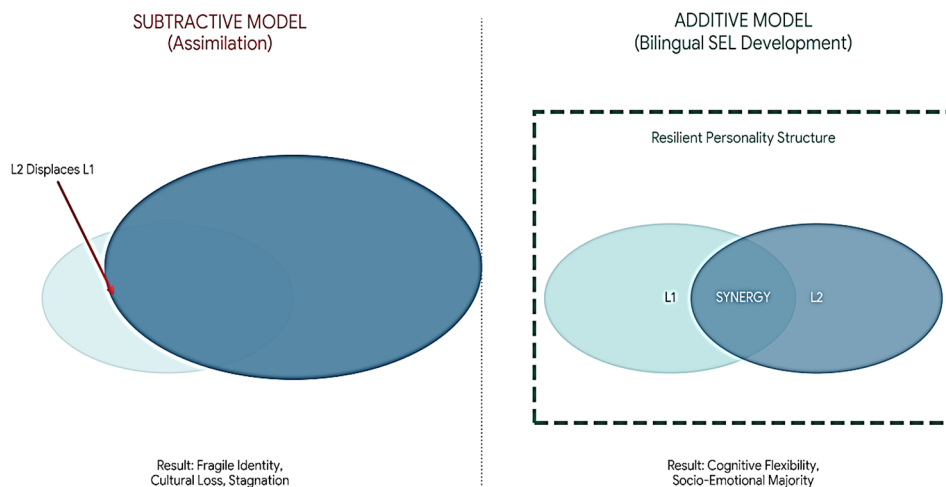 SUBTRACTIVE MODEL
(Assimilation)
L2 Displaces L1
Result: Fragile Identity,
Cultural Loss, Stagnation
ADDITIVE MODEL
(Bilingual SEL Development)
Resilient Personality Structure
L1
SYNERGY
L2
Result: Cognitive Flexibility,
Socio-Emotional Majority